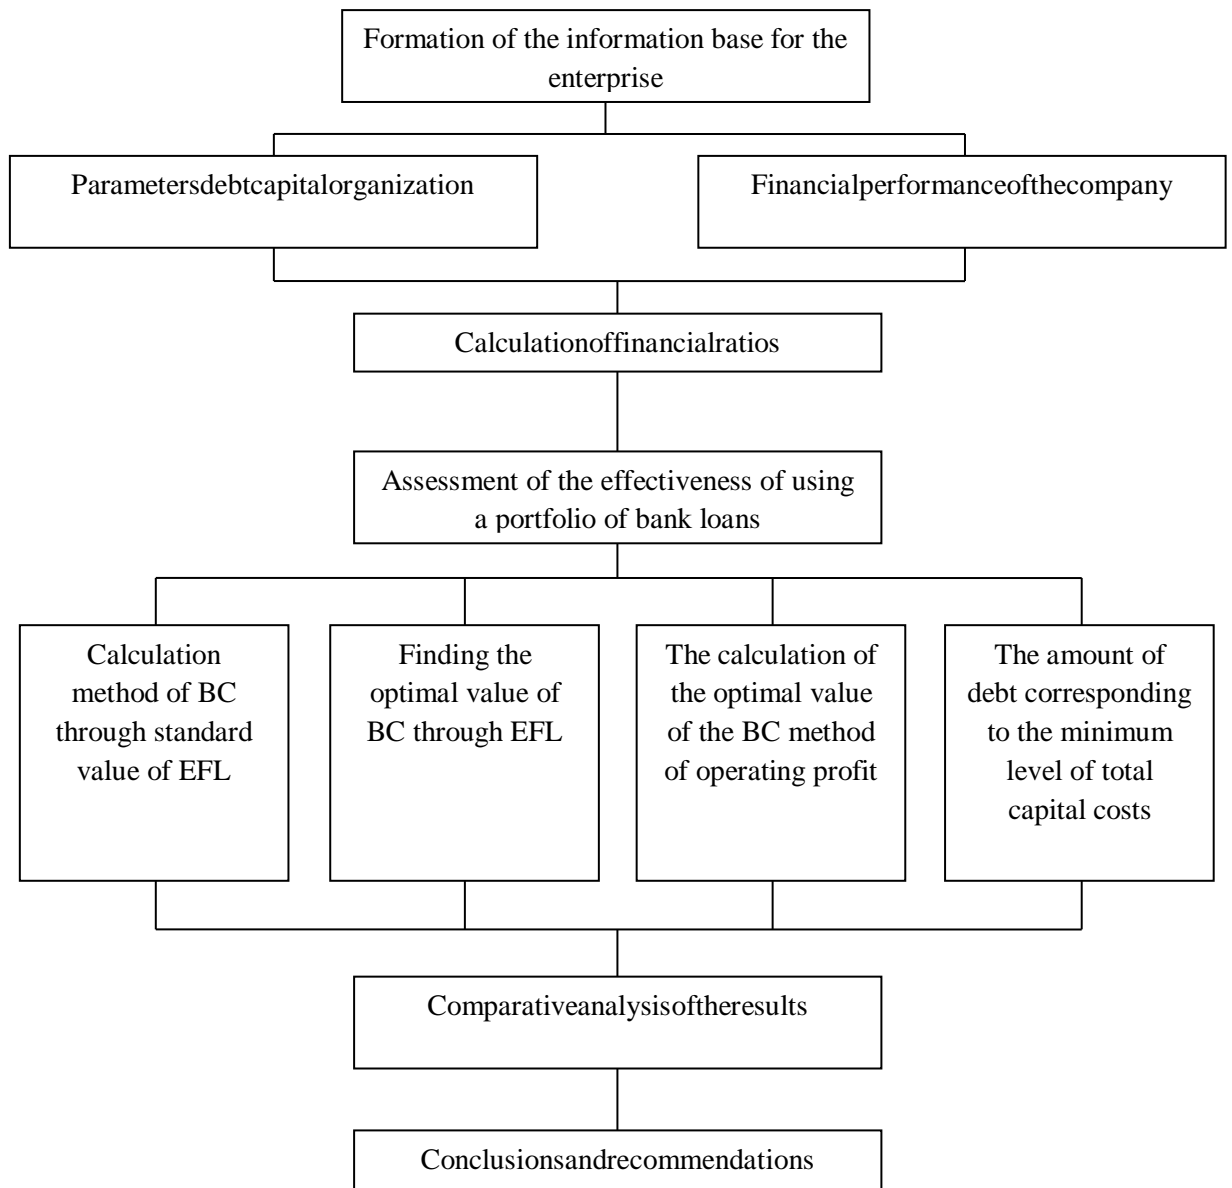 Formation of the information base for the
enterprise
Parametersdebtcapitalorganization
Financialperformanceofthecompany
Calculationoffinancialratios
Assessment of the effectiveness of using
a portfolio of bank loans
Calculation
method of BC
through standard
value of EFL
Finding the
optimal value of
BC through EFL
The calculation of
the optimal value
of the BC method
of operating profit
The amount of
debt corresponding
to the minimum
level of total
capital costs
Comparativeanalysisoftheresults
Conclusionsandrecommendations